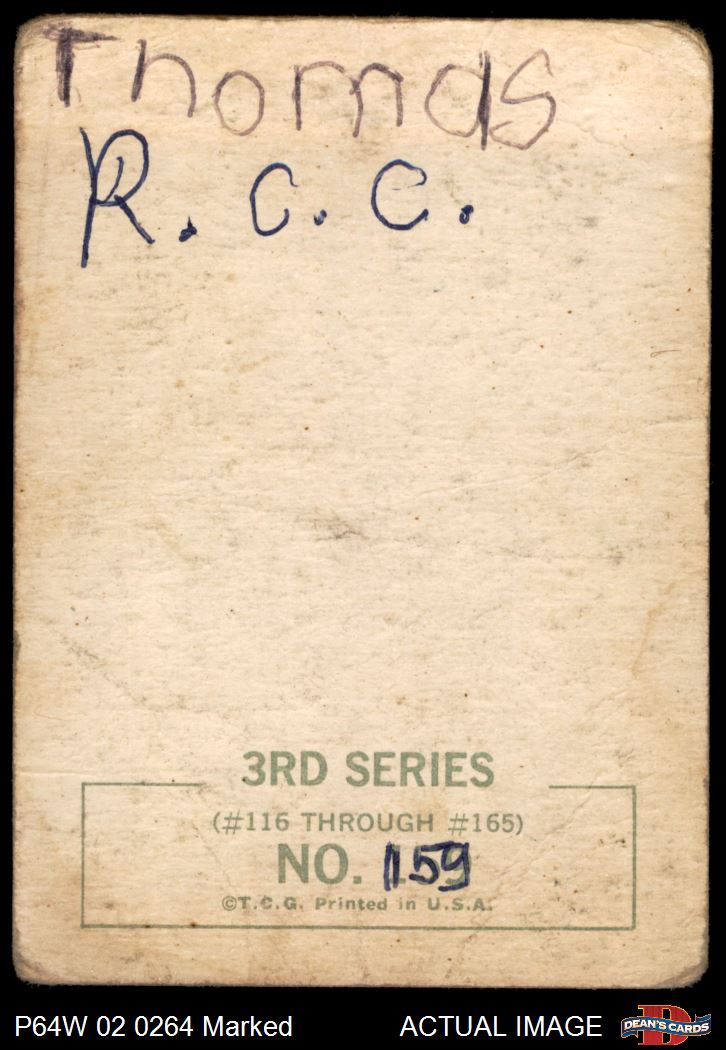 Thomas
R. C. C.
3RD SERIES
(#116 THROUGH #165)
NO. 159
©T.C.G. Printed in U.S.A.
P64W 02 0264 Marked
ACTUAL IMAGE
DEAN'S CARDS